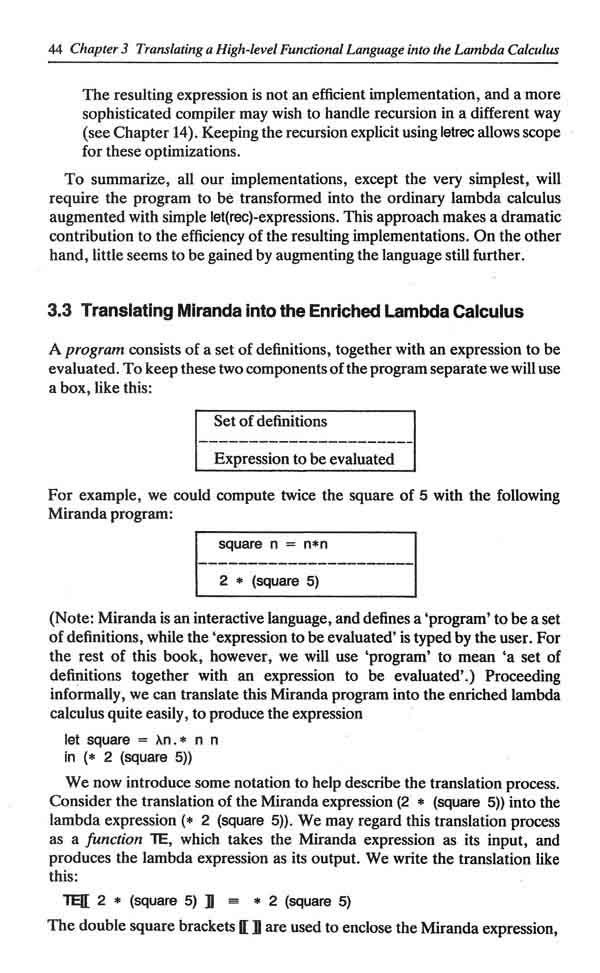 44 Chapter 3 Translating a High-level Functional Language into the Lambda Calculus
The resulting expression is not an efficient implementation, and a more
sophisticated compiler may wish to handle recursion in a different way
(see Chapter 14). Keeping the recursion explicit using letrec allows scope
for these optimizations.
To summarize, all our implementations, except the very simplest, will
require the program to be transformed into the ordinary lambda calculus
augmented with simple let(rec)-expressions. This approach makes a dramatic
contribution to the efficiency of the resulting implementations. On the other
hand, little seems to be gained by augmenting the language still further.
3.3 Translating Miranda into the Enriched Lambda Calculus
A program consists of a set of definitions, together with an expression to be
evaluated. To keep these two components of the program separate we will use
a box, like this:
Set of definitions
Expression to be evaluated
For example, we could compute twice the square of 5 with the following
Miranda program:
square n = n*n
2 * (square 5)
(Note: Miranda is an interactive language, and defines a ‘program’ to be a set
of definitions, while the ‘expression to be evaluated’ is typed by the user. For
the rest of this book, however, we will use ‘program’ to mean ‘a set of
definitions together with an expression to be evaluated’.) Proceeding
informally, we can translate this Miranda program into the enriched lambda
calculus quite easily, to produce the expression
let square = λn.* n n
in (* 2 (square 5))
We now introduce some notation to help describe the translation process.
Consider the translation of the Miranda expression (2 * (square 5)) into the
lambda expression (* 2 (square 5)). We may regard this translation process
as a function TE, which takes the Miranda expression as its input, and
produces the lambda expression as its output. We write the translation like
this:
TE⟦ 2 * (square 5) ⟧ ≡ * 2 (square 5)
The double square brackets ⟦ ⟧ are used to enclose the Miranda expression,